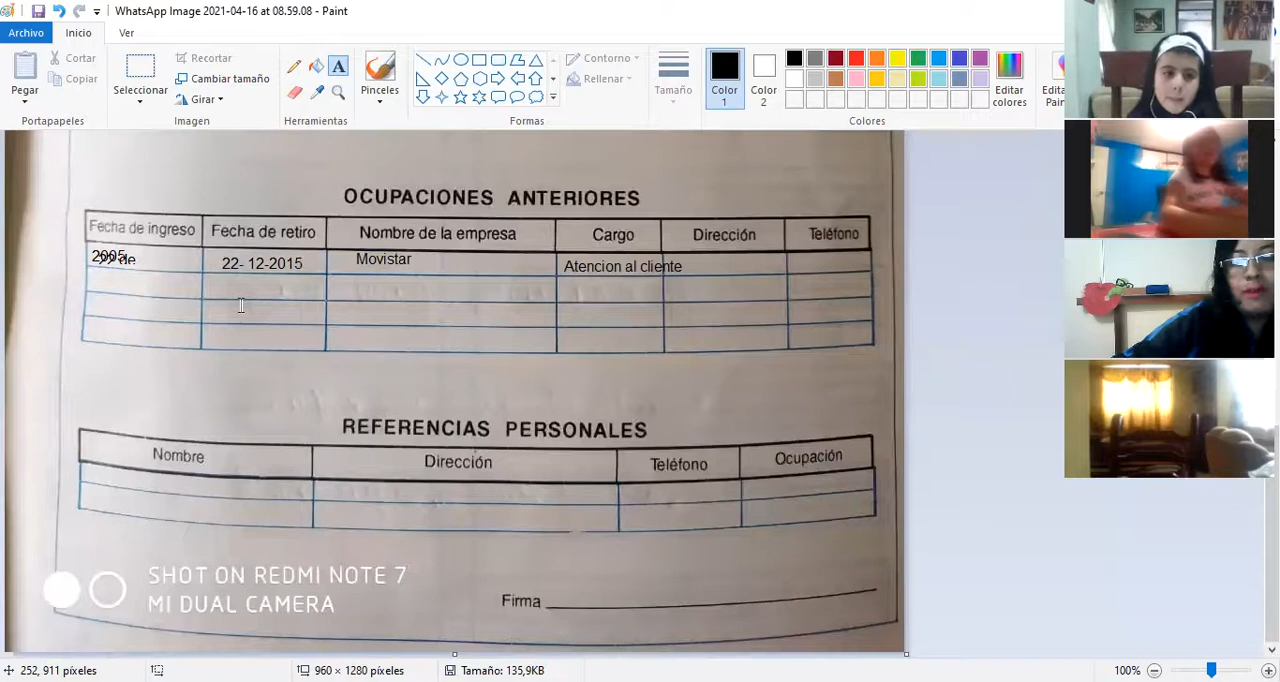 WhatsApp Image 2021-04-16 at 08.59.08 - Paint
Archivo Inicio Ver
Pegar
Cortar
Copiar
Portapapeles
Seleccionar
Recortar
Cambiar tamaño
Girar
Imagen
A
Herramientas
Pinceles
Contorno
Rellenar
Formas
Tamaño
Color 1
Color 2
Editar colores
Colores
OCUPACIONES ANTERIORES
Fecha de ingreso Fecha de retiro Nombre de la empresa Cargo Dirección Teléfono
2005 22 de 22- 12-2015 Movistar Atencion al cliente
REFERENCIAS PERSONALES
Nombre Dirección Teléfono Ocupación
SHOT ON REDMI NOTE 7
MI DUAL CAMERA
Firma
252, 911 píxeles 960 × 1280 píxeles Tamaño: 135,9KB 100%